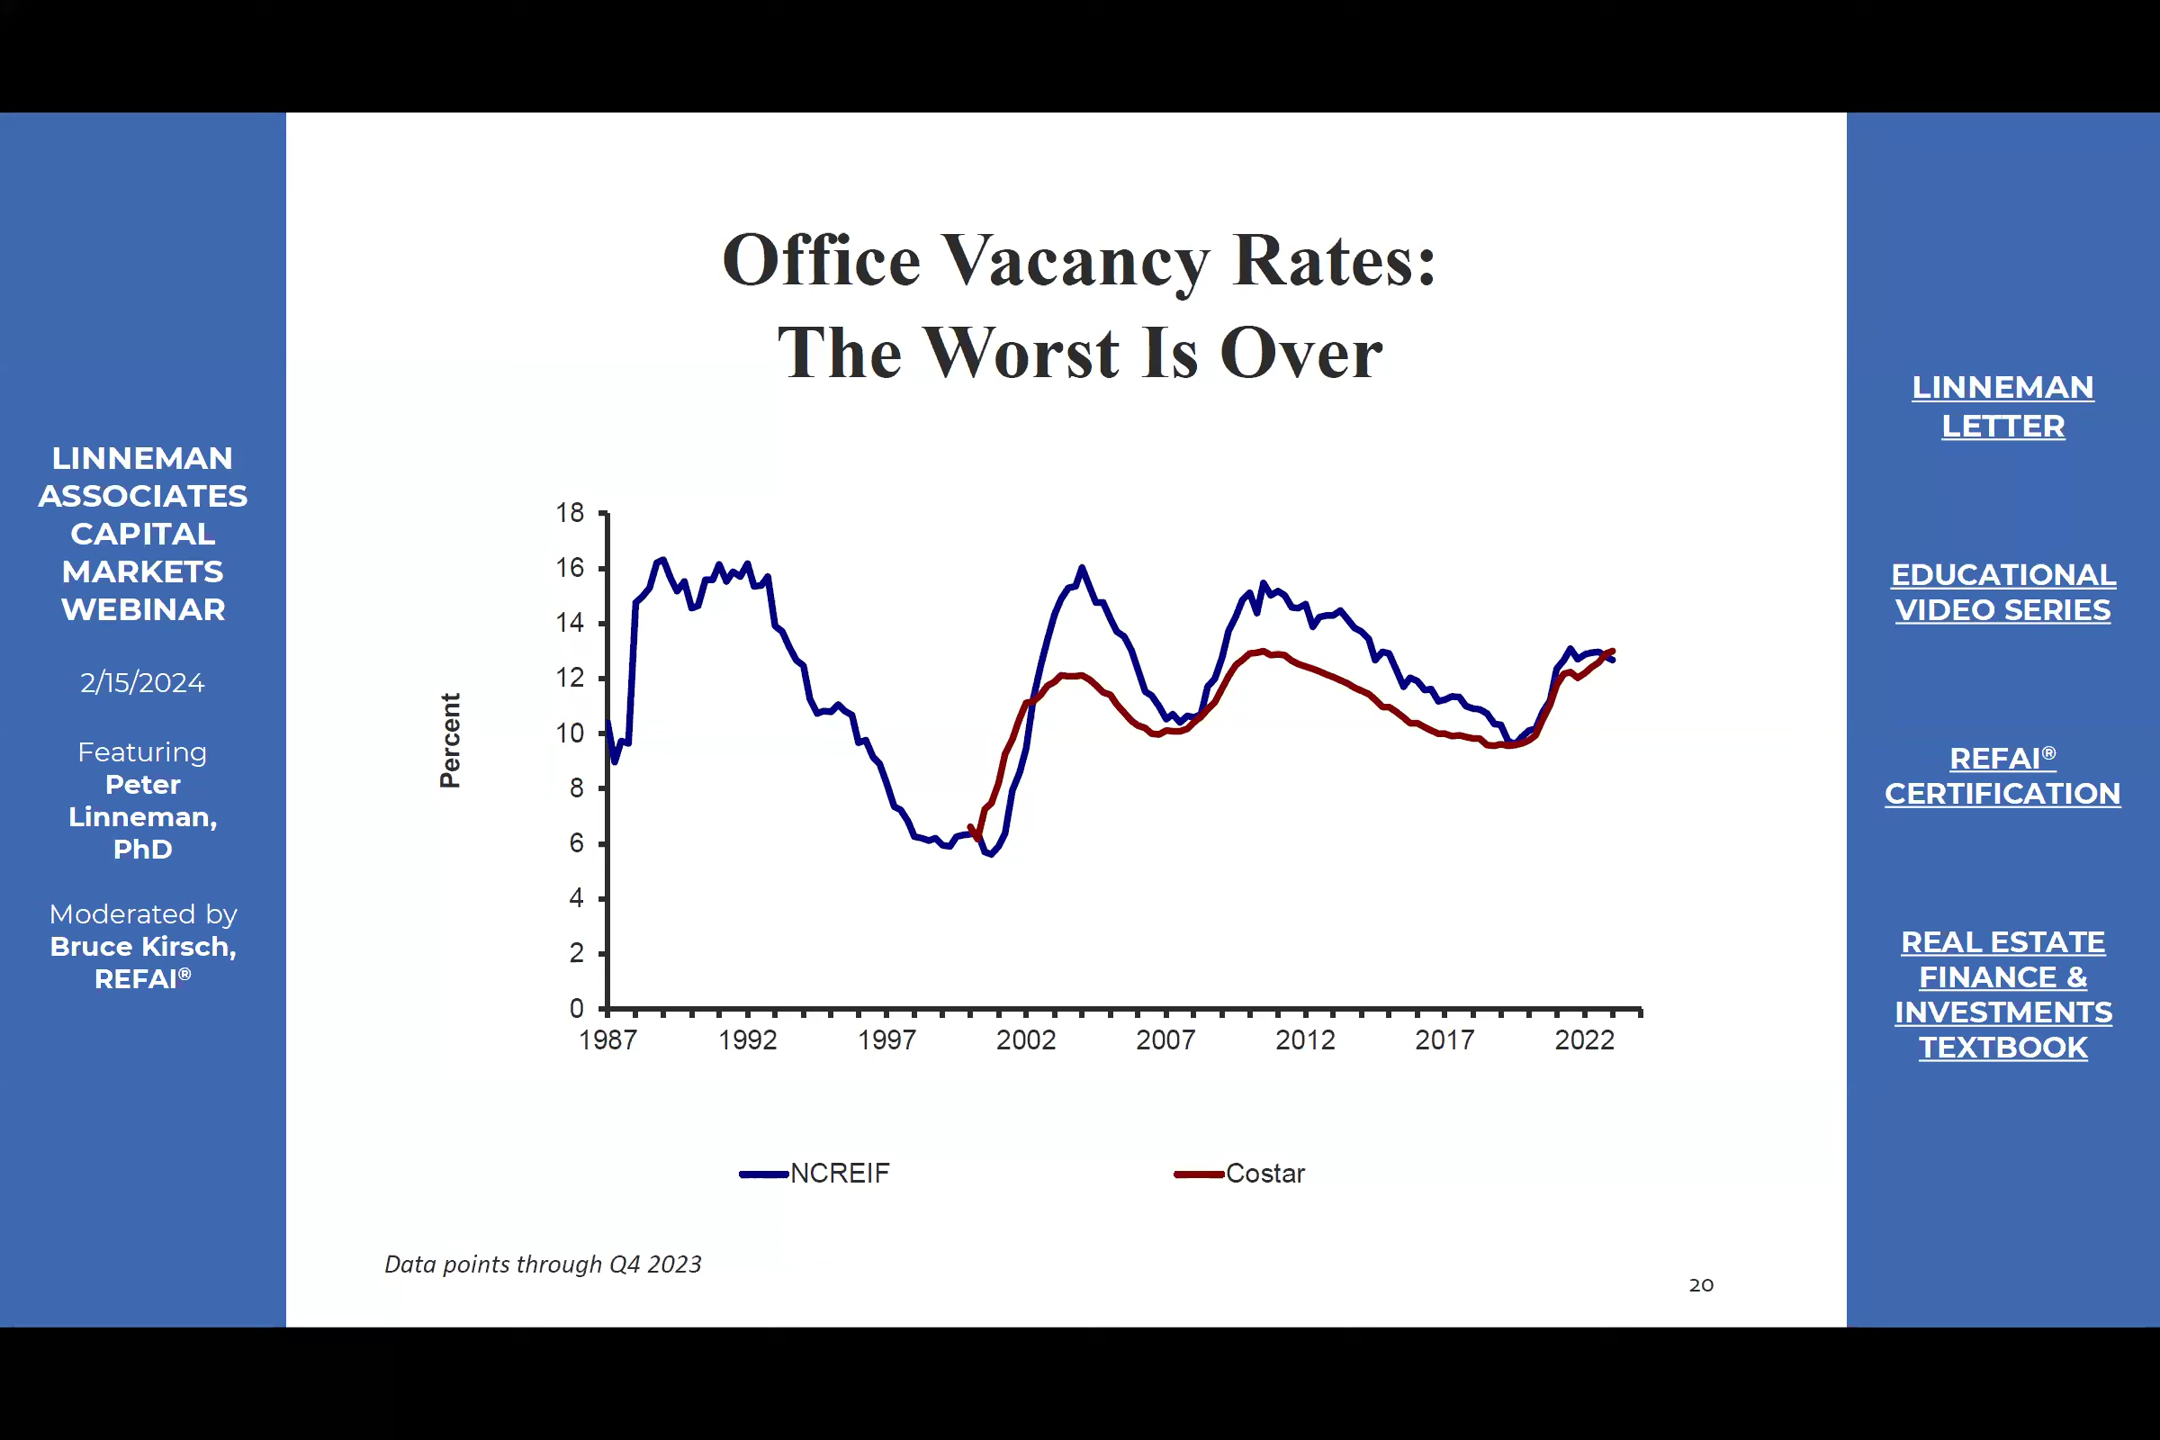 LINNEMAN
ASSOCIATES
CAPITAL
MARKETS
WEBINAR
2/15/2024
Featuring
Peter
Linneman,
PhD
Moderated by
Bruce Kirsch,
REFAI®
Office Vacancy Rates:
The Worst Is Over
Percent
18
16
14
12
10
8
6
4
2
0
1987 1992 1997 2002 2007 2012 2017 2022
NCREIF Costar
Data points through Q4 2023
20
LINNEMAN
LETTER
EDUCATIONAL
VIDEO SERIES
REFAI®
CERTIFICATION
REAL ESTATE
FINANCE &
INVESTMENTS
TEXTBOOK